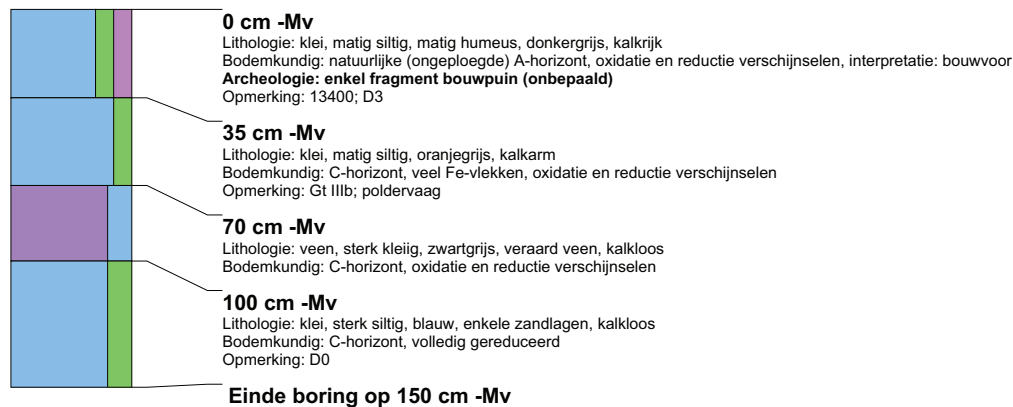 0 cm -Mv
Lithologie: klei, matig siltig, matig humeus, donkergrijs, kalkrijk
Bodemkundig: natuurlijke (ongeploegde) A-horizont, oxidatie en reductie verschijnselen, interpretatie: bouwvoor
Archeologie: enkel fragment bouwpuin (onbepaald)
Opmerking: 13400; D3
35 cm -Mv
Lithologie: klei, matig siltig, oranjegrijs, kalkarm
Bodemkundig: C-horizont, veel Fe-vlekken, oxidatie en reductie verschijnselen
Opmerking: Gt IIIb; poldervaag
70 cm -Mv
Lithologie: veen, sterk kleiig, zwartgrijs, veraard veen, kalkloos
Bodemkundig: C-horizont, oxidatie en reductie verschijnselen
100 cm -Mv
Lithologie: klei, sterk siltig, blauw, enkele zandlagen, kalkloos
Bodemkundig: C-horizont, volledig gereduceerd
Opmerking: D0
Einde boring op 150 cm -Mv